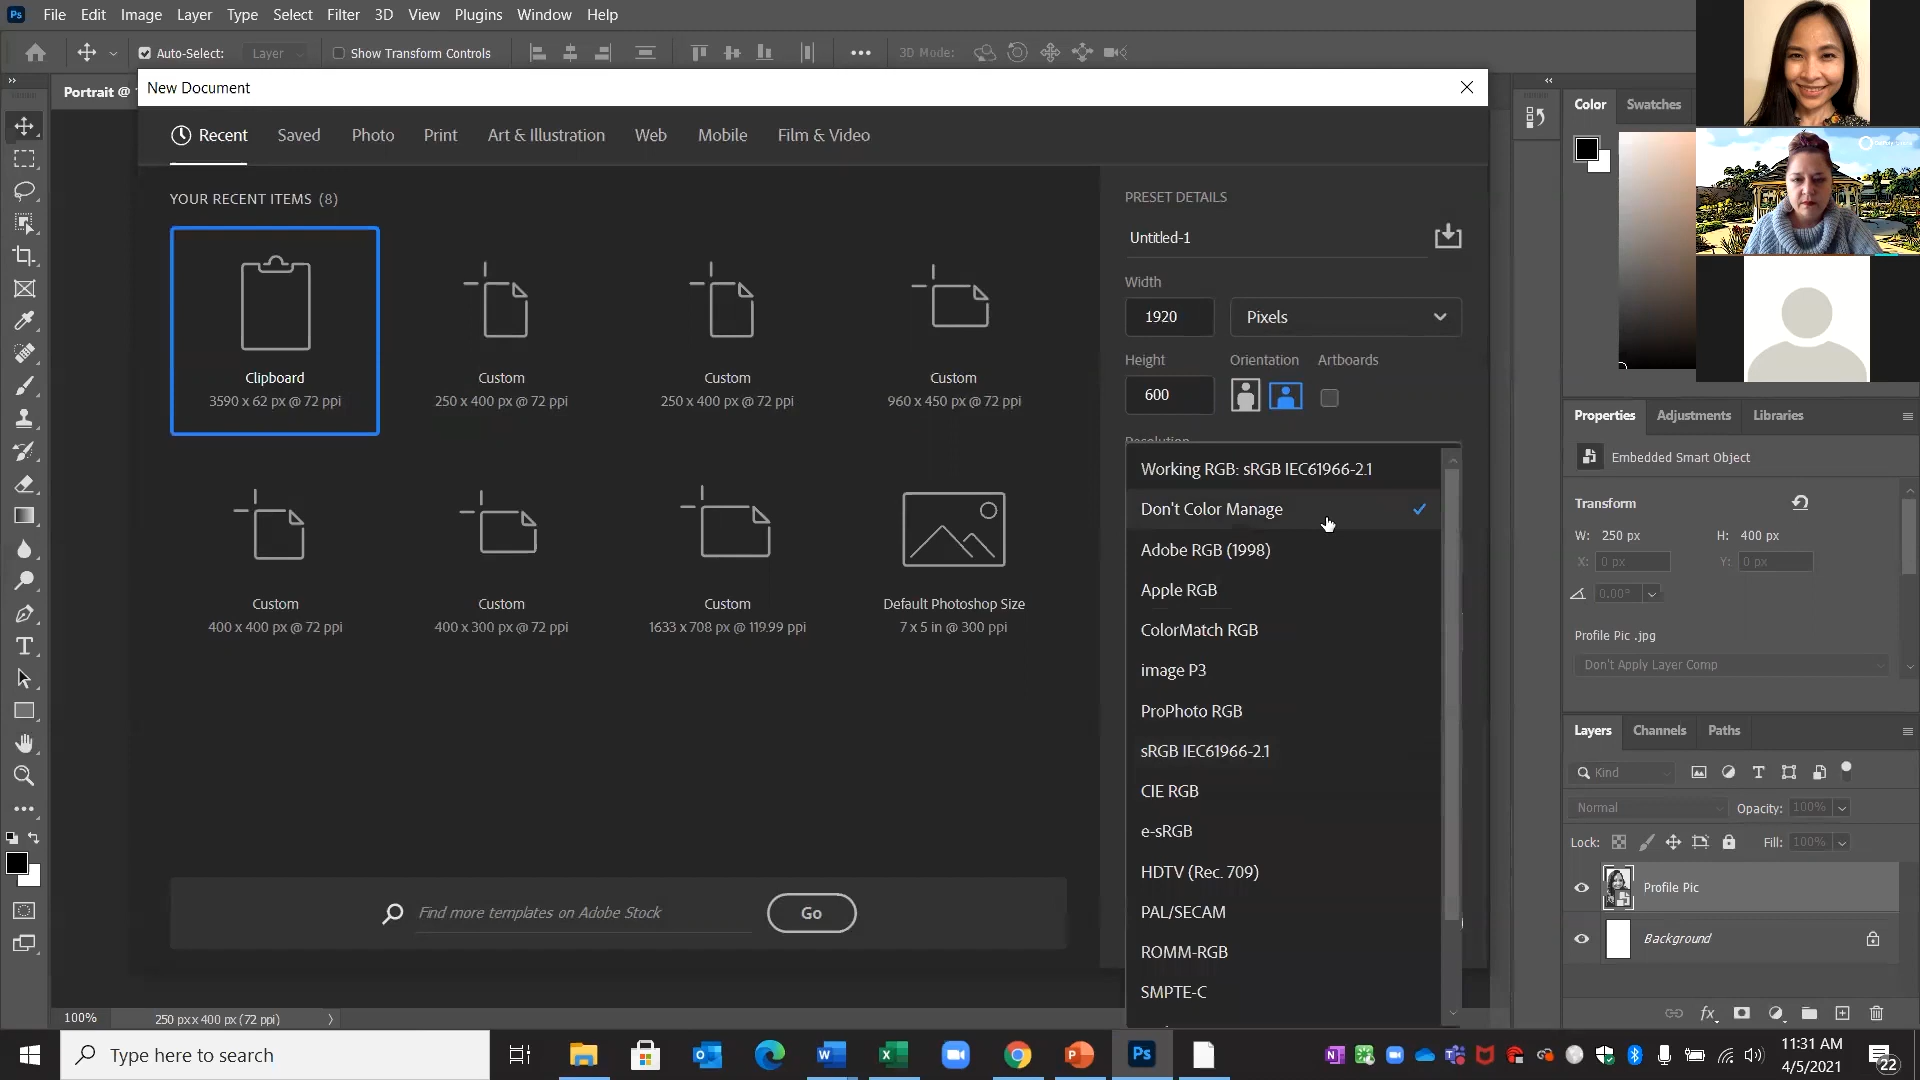 Ps File Edit Image Layer Type Select Filter 3D View Plugins Window Help
Auto-Select: Layer Show Transform Controls 3D Mode:
Portrait @
New Document
Recent Saved Photo Print Art & Illustration Web Mobile Film & Video
YOUR RECENT ITEMS (8)
Clipboard
3590 x 62 px @ 72 ppi
Custom
250 x 400 px @ 72 ppi
Custom
250 x 400 px @ 72 ppi
Custom
960 x 450 px @ 72 ppi
Custom
400 x 400 px @ 72 ppi
Custom
400 x 300 px @ 72 ppi
Custom
1633 x 708 px @ 119.99 ppi
Default Photoshop Size
7 x 5 in @ 300 ppi
Find more templates on Adobe Stock
Go
PRESET DETAILS
Untitled-1
Width
1920 Pixels
Height Orientation Artboards
600
Resolution
Working RGB: sRGB IEC61966-2.1
Don't Color Manage
Adobe RGB (1998)
Apple RGB
ColorMatch RGB
image P3
ProPhoto RGB
sRGB IEC61966-2.1
CIE RGB
e-sRGB
HDTV (Rec. 709)
PAL/SECAM
ROMM-RGB
SMPTE-C
Color Swatches
Properties Adjustments Libraries
Embedded Smart Object
Transform
W: 250 px H: 400 px
X: 0 px Y: 0 px
0.00°
Profile Pic .jpg
Don't Apply Layer Comp
Layers Channels Paths
Kind
Normal Opacity: 100%
Lock: Fill: 100%
Profile Pic
Background
fx
100% 250 px x 400 px (72 ppi)
Type here to search
Ps
11:31 AM
4/5/2021
22